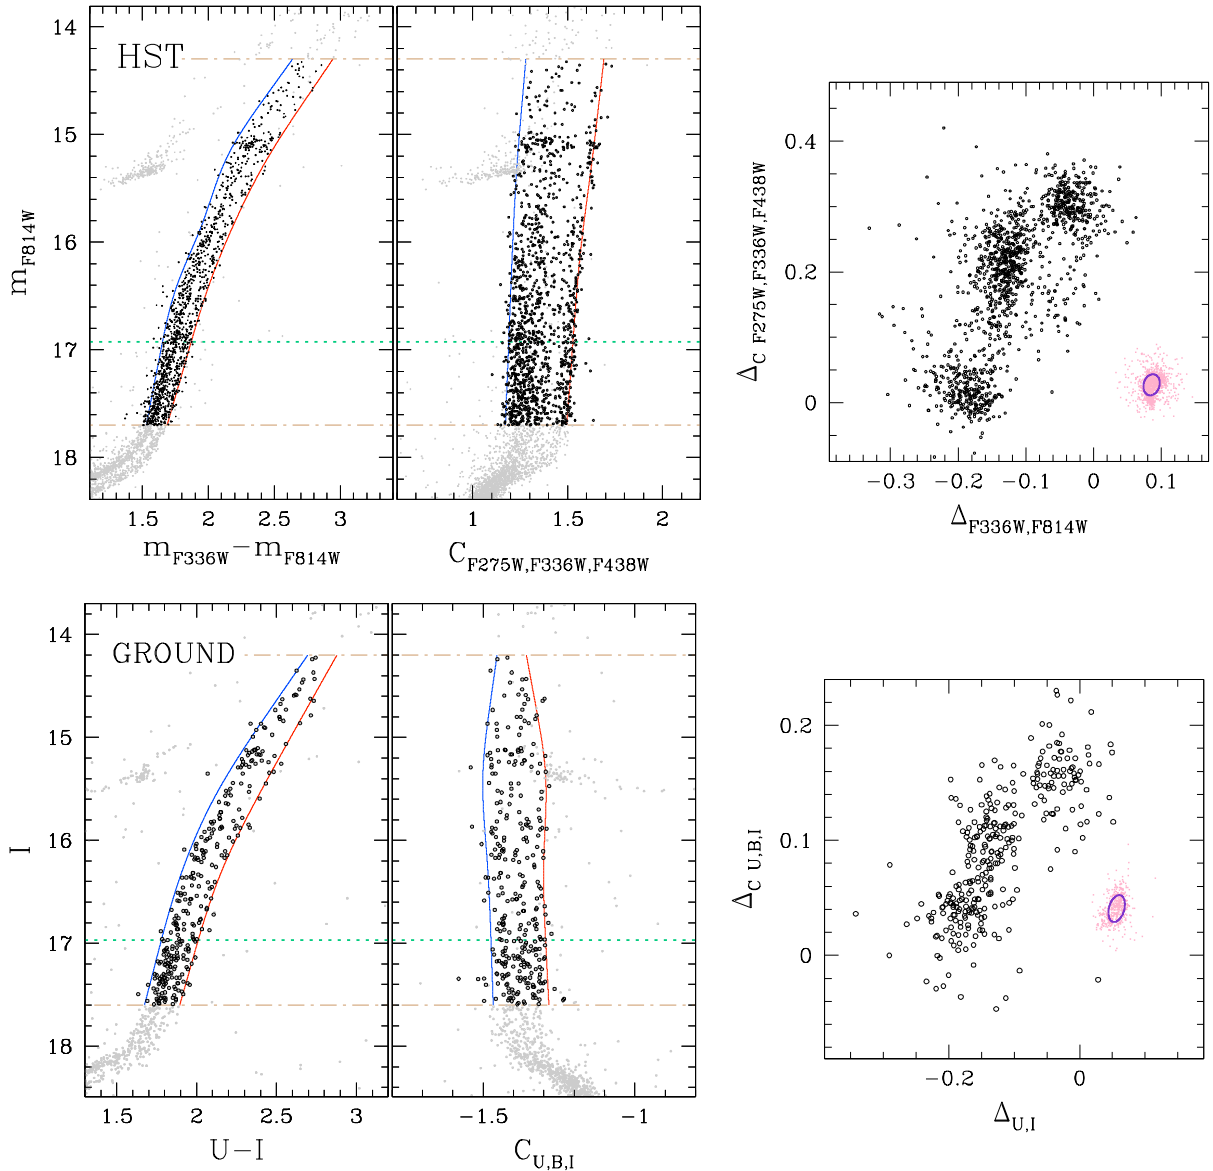 HST
14
15
16
17
18
m_F814W
1.5 2 2.5 3
1 1.5 2
m_F336W−m_F814W
C_F275W,F336W,F438W
0.4
0.2
0
Δ_C F275W,F336W,F438W
−0.3 −0.2 −0.1 0 0.1
Δ_F336W,F814W
GROUND
14
15
16
17
18
I
1.5 2 2.5 3
−1.5 −1
U−I
C_U,B,I
0.2
0.1
0
Δ_C U,B,I
−0.2 0
Δ_U,I